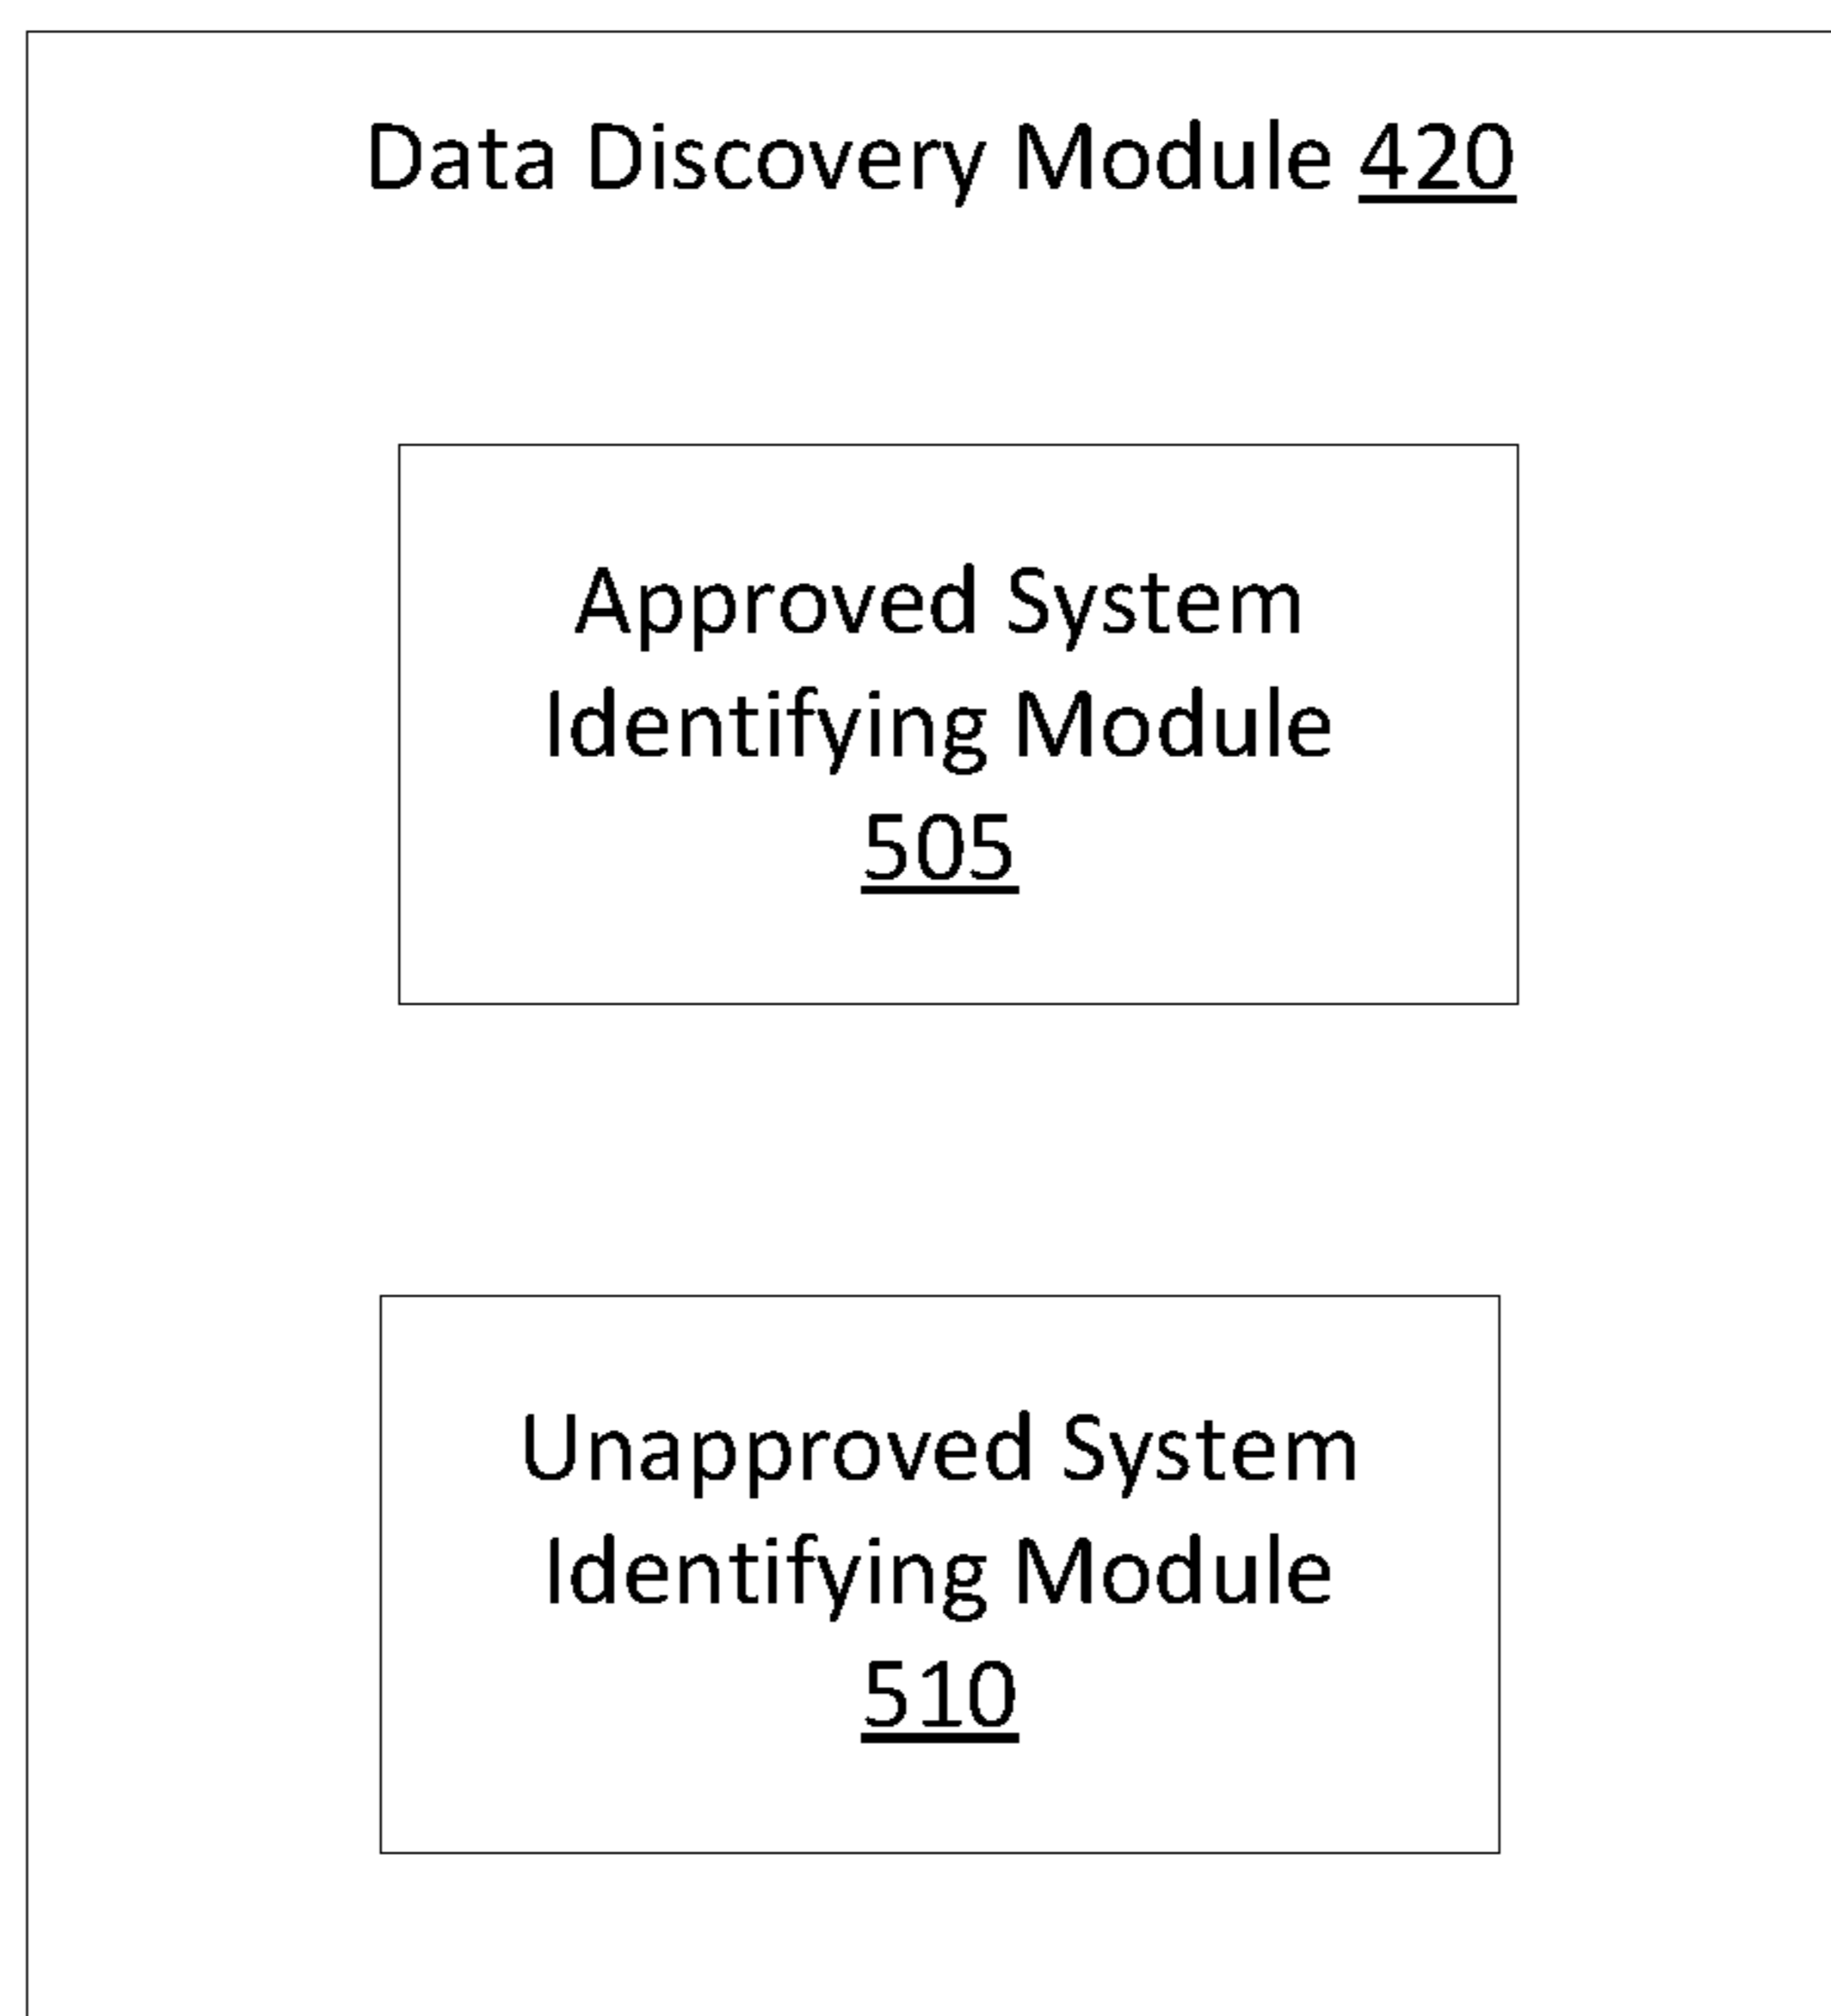 Data Discovery Module 420
Approved System
Identifying Module
505
Unapproved System
Identifying Module
510